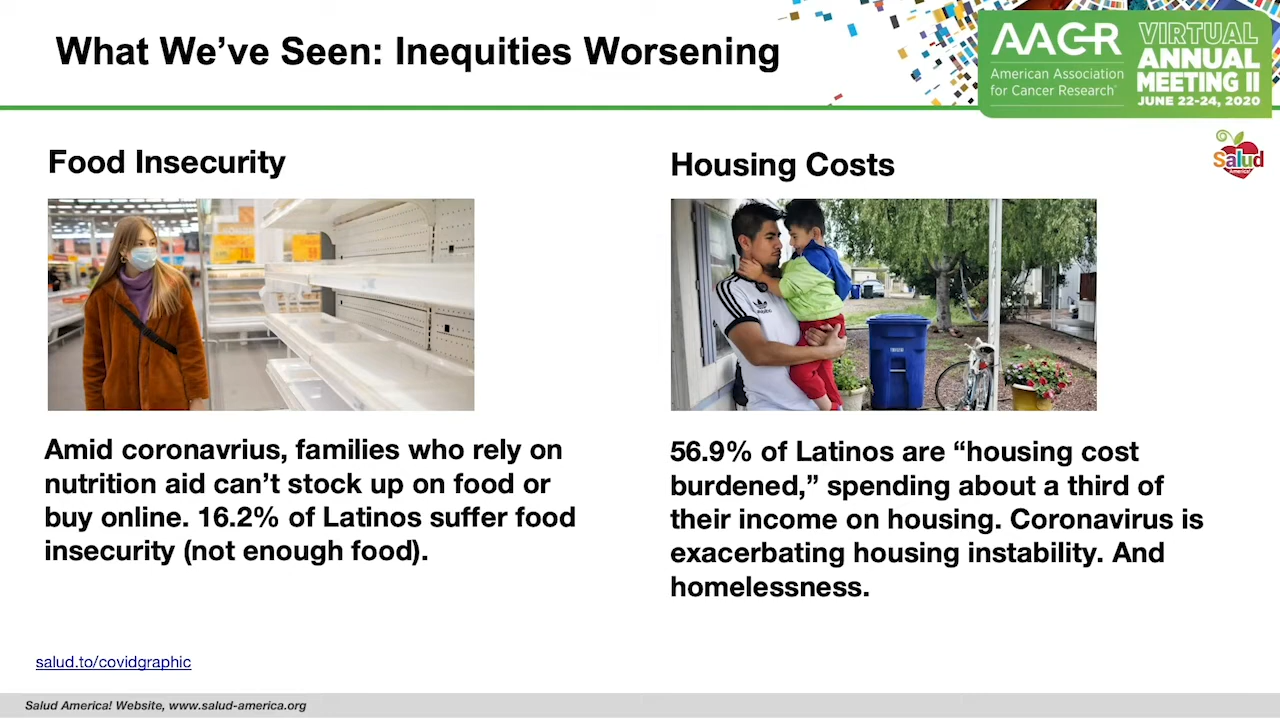 What We’ve Seen: Inequities Worsening
AACR
American Association
for Cancer Research
VIRTUAL
ANNUAL
MEETING II
JUNE 22-24, 2020
Salud
America!
Food Insecurity
Amid coronavrius, families who rely on
nutrition aid can’t stock up on food or
buy online. 16.2% of Latinos suffer food
insecurity (not enough food).
Housing Costs
adidas
56.9% of Latinos are “housing cost
burdened,” spending about a third of
their income on housing. Coronavirus is
exacerbating housing instability. And
homelessness.
salud.to/covidgraphic
Salud America! Website, www.salud-america.org